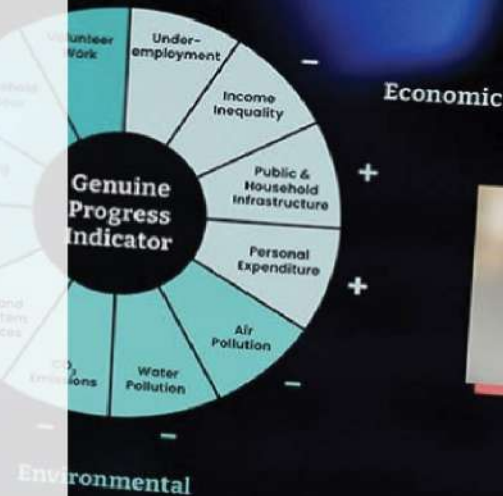 Volunteer
Work
Under-
employment
Income
Inequality
Public &
Household
Infrastructure
Personal
Expenditure
Air
Pollution
Water
Pollution
CO₂
Emissions
Genuine
Progress
Indicator
−
Economic
+
+
−
−
−
Environmental